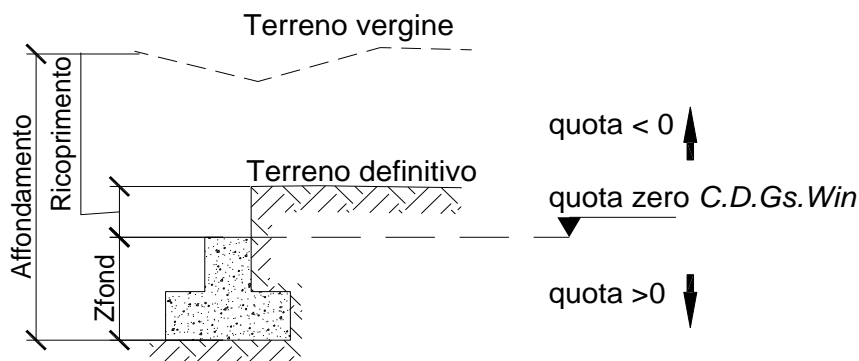 Terreno vergine
Affondamento
Ricoprimento
quota < 0
Terreno definitivo
quota zero C.D.Gs.Win
Zfond
quota >0